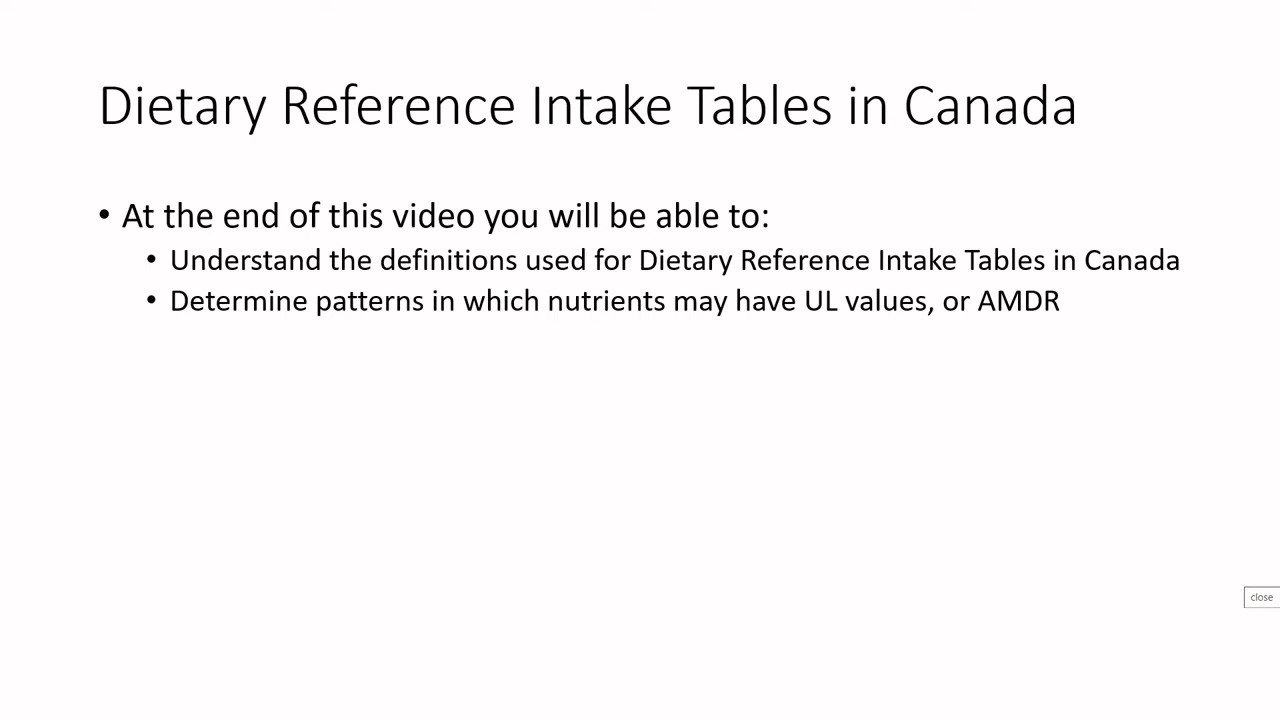 Dietary Reference Intake Tables in Canada
• At the end of this video you will be able to:
• Understand the definitions used for Dietary Reference Intake Tables in Canada
• Determine patterns in which nutrients may have UL values, or AMDR
close